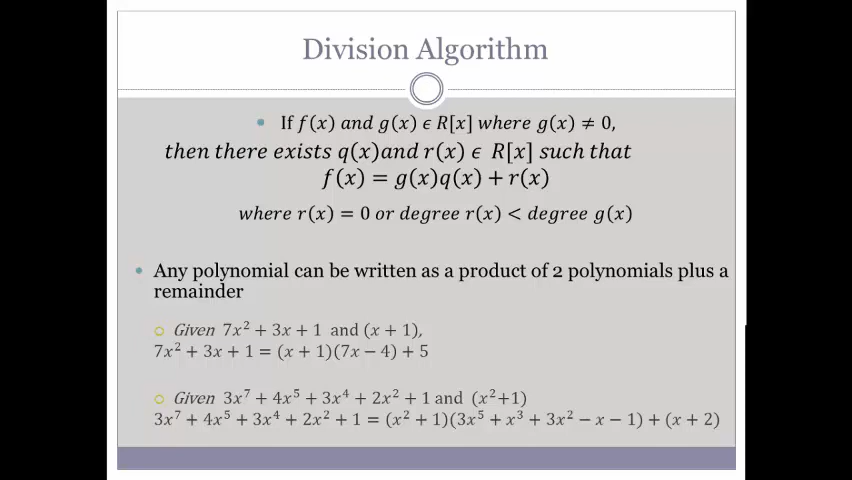 Division Algorithm
If f(x) and g(x) ϵ R[x] where g(x) ≠ 0,
then there exists q(x)and r(x) ϵ R[x] such that
f(x) = g(x)q(x) + r(x)
where r(x) = 0 or degree r(x) < degree g(x)
Any polynomial can be written as a product of 2 polynomials plus a
remainder
Given 7x² + 3x + 1 and (x + 1),
7x² + 3x + 1 = (x + 1)(7x − 4) + 5
Given 3x⁷ + 4x⁵ + 3x⁴ + 2x² + 1 and (x²+1)
3x⁷ + 4x⁵ + 3x⁴ + 2x² + 1 = (x² + 1)(3x⁵ + x³ + 3x² − x − 1) + (x + 2)